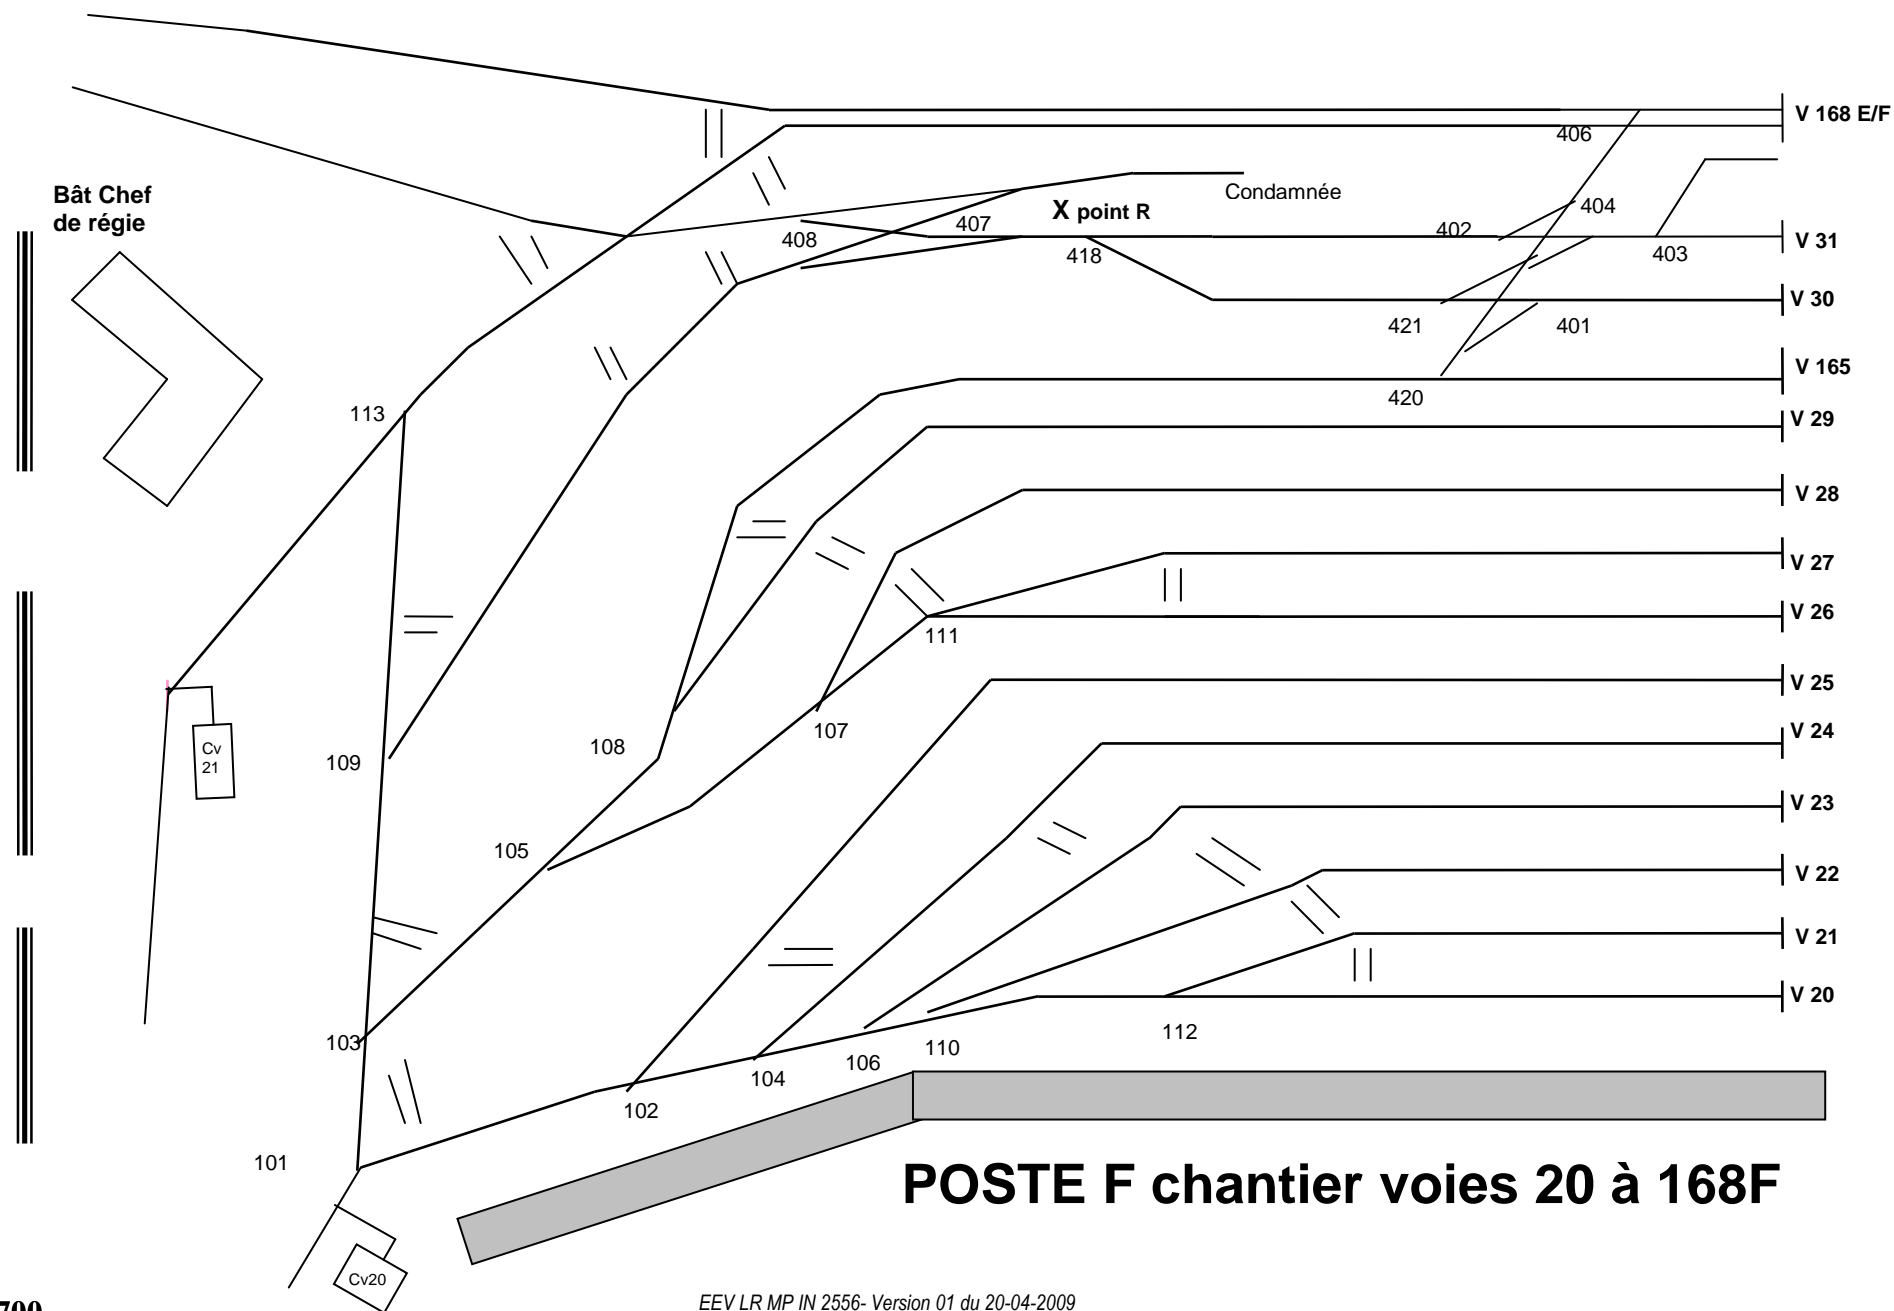 V 168 E/F
406
Bât Chef
de régie
Condamnée
404
X point R
407
402
408
V 31
418
403
V 30
421
401
V 165
420
113
V 29
V 28
V 27
V 26
111
V 25
107
V 24
108
Cv
21
109
V 23
105
V 22
V 21
V 20
112
103
110
106
104
102
101
POSTE F chantier voies 20 à 168F
Cv20
EEV LR MP IN 2556- Version 01 du 20-04-2009